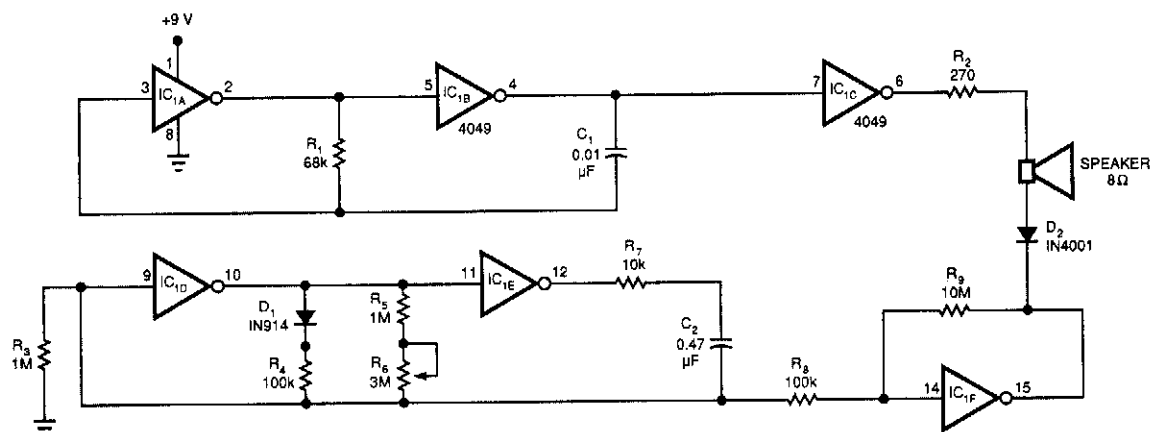 +9 V
1
3
IC1A
2
8
R1
68k
5
IC1B
4
4049
C1
0.01
µF
7
IC1C
6
4049
R2
270
SPEAKER
8Ω
D2
IN4001
9
IC1D
10
R3
1M
D1
IN914
R4
100k
R5
1M
R6
3M
11
IC1E
12
R7
10k
C2
0.47
µF
R8
100k
R9
10M
14
IC1F
15